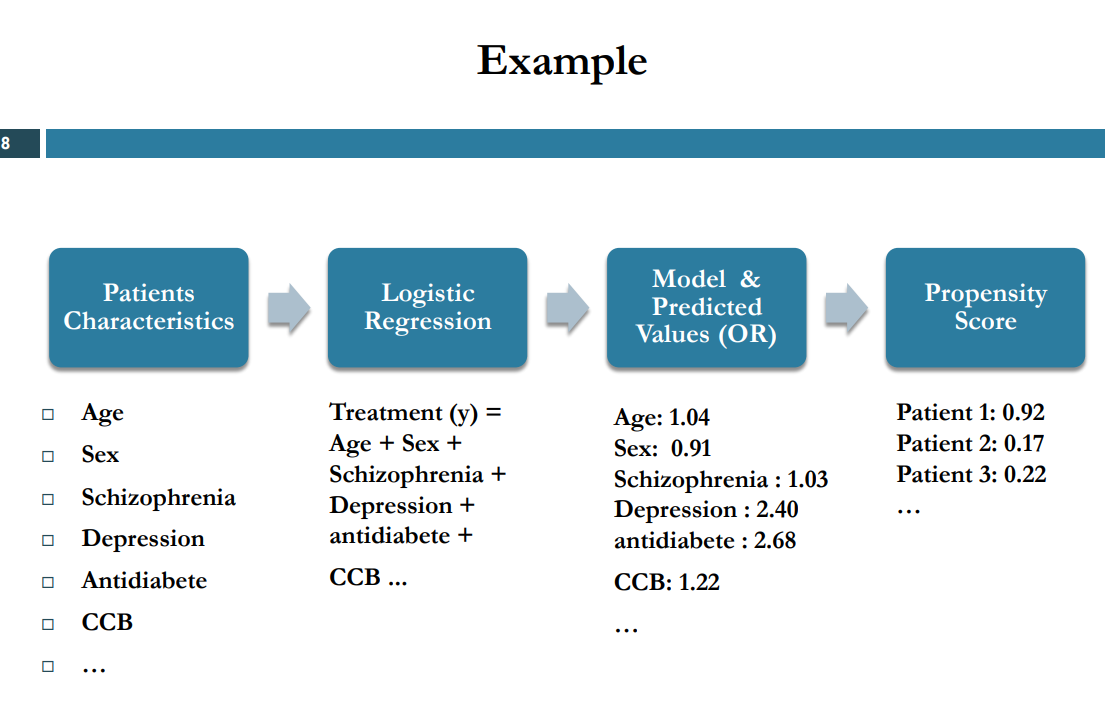 Example
8
Patients
Characteristics
Logistic
Regression
Model &
Predicted
Values (OR)
Propensity
Score
Age
Sex
Schizophrenia
Depression
Antidiabete
CCB
...
Treatment (y) =
Age + Sex +
Schizophrenia +
Depression +
antidiabete +
CCB ...
Age: 1.04
Sex: 0.91
Schizophrenia : 1.03
Depression : 2.40
antidiabete : 2.68
CCB: 1.22
...
Patient 1: 0.92
Patient 2: 0.17
Patient 3: 0.22
...